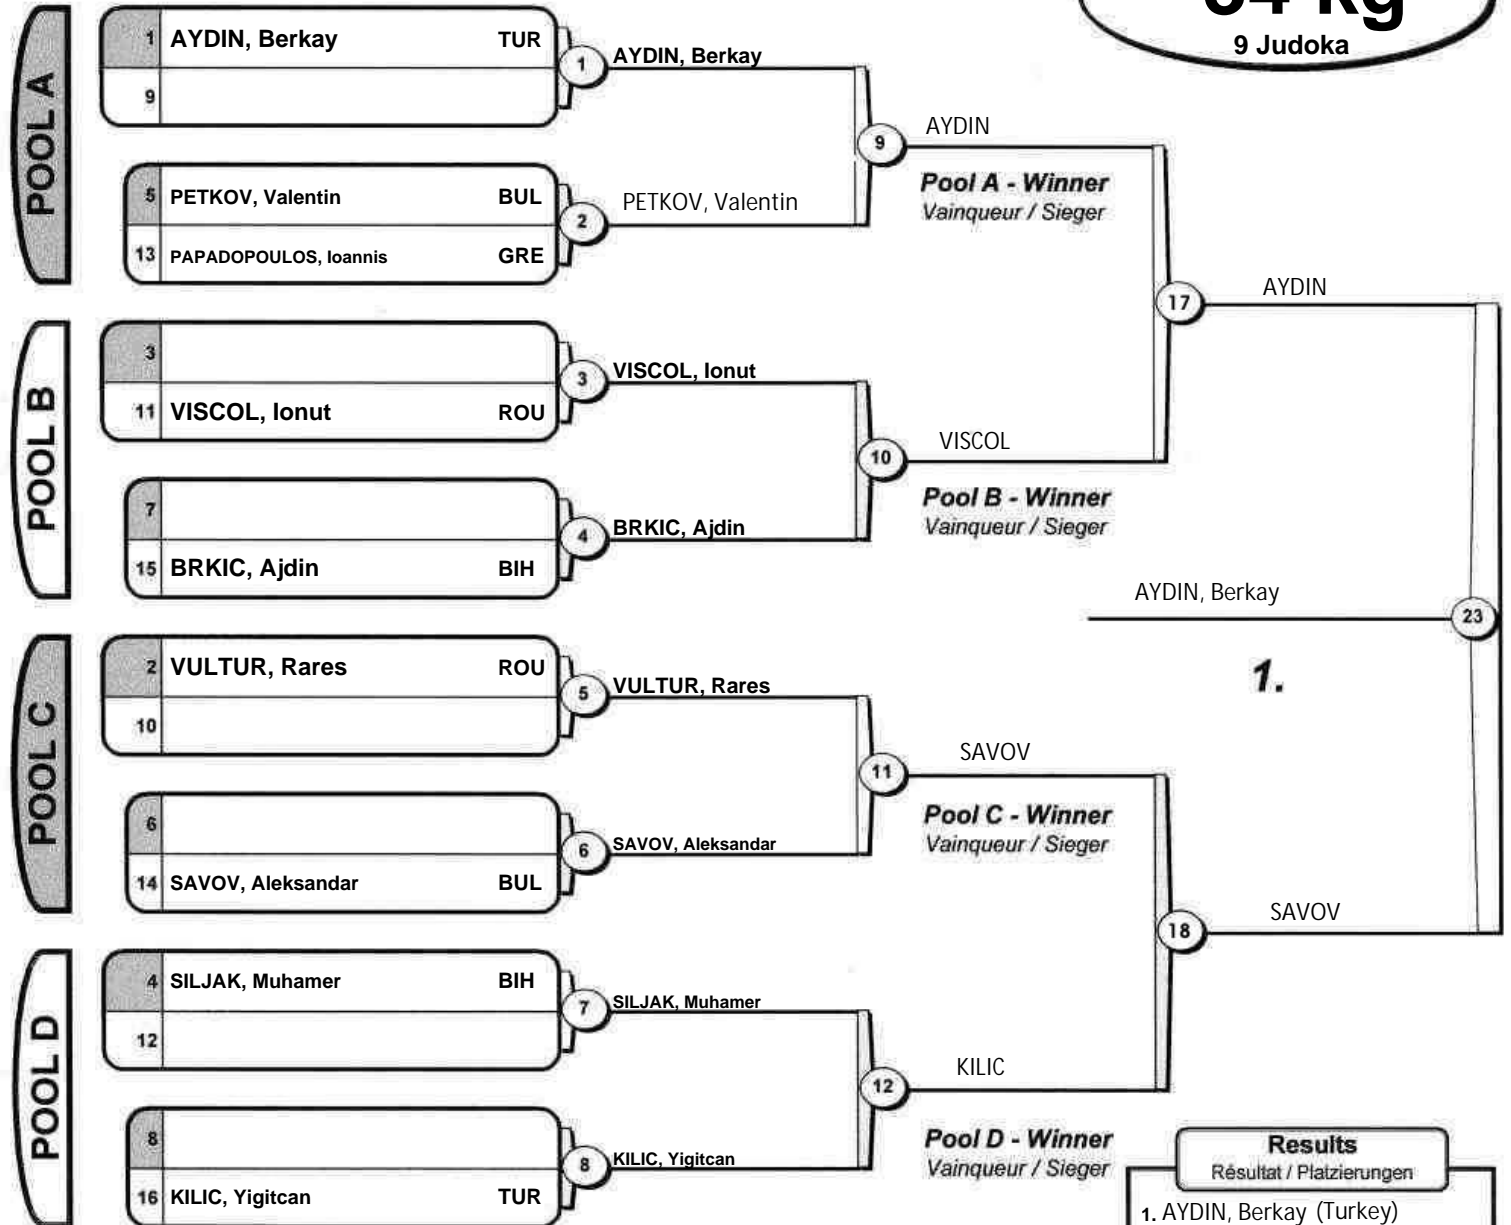 9 Judoka
POOL A
1 AYDIN, Berkay TUR
9
1 AYDIN, Berkay
5 PETKOV, Valentin BUL
13 PAPADOPOULOS, Ioannis GRE
2 PETKOV, Valentin
9 AYDIN
Pool A - Winner
Vainqueur / Sieger
POOL B
3
11 VISCOL, Ionut ROU
3 VISCOL, Ionut
7
15 BRKIC, Ajdin BIH
4 BRKIC, Ajdin
10 VISCOL
Pool B - Winner
Vainqueur / Sieger
17 AYDIN
POOL C
2 VULTUR, Rares ROU
10
5 VULTUR, Rares
6
14 SAVOV, Aleksandar BUL
6 SAVOV, Aleksandar
11 SAVOV
Pool C - Winner
Vainqueur / Sieger
POOL D
4 SILJAK, Muhamer BIH
12
7 SILJAK, Muhamer
8
16 KILIC, Yigitcan TUR
8 KILIC, Yigitcan
12 KILIC
Pool D - Winner
Vainqueur / Sieger
18 SAVOV
AYDIN, Berkay 23
1.
Results
Résultat / Platzierungen
1. AYDIN, Berkay (Turkey)